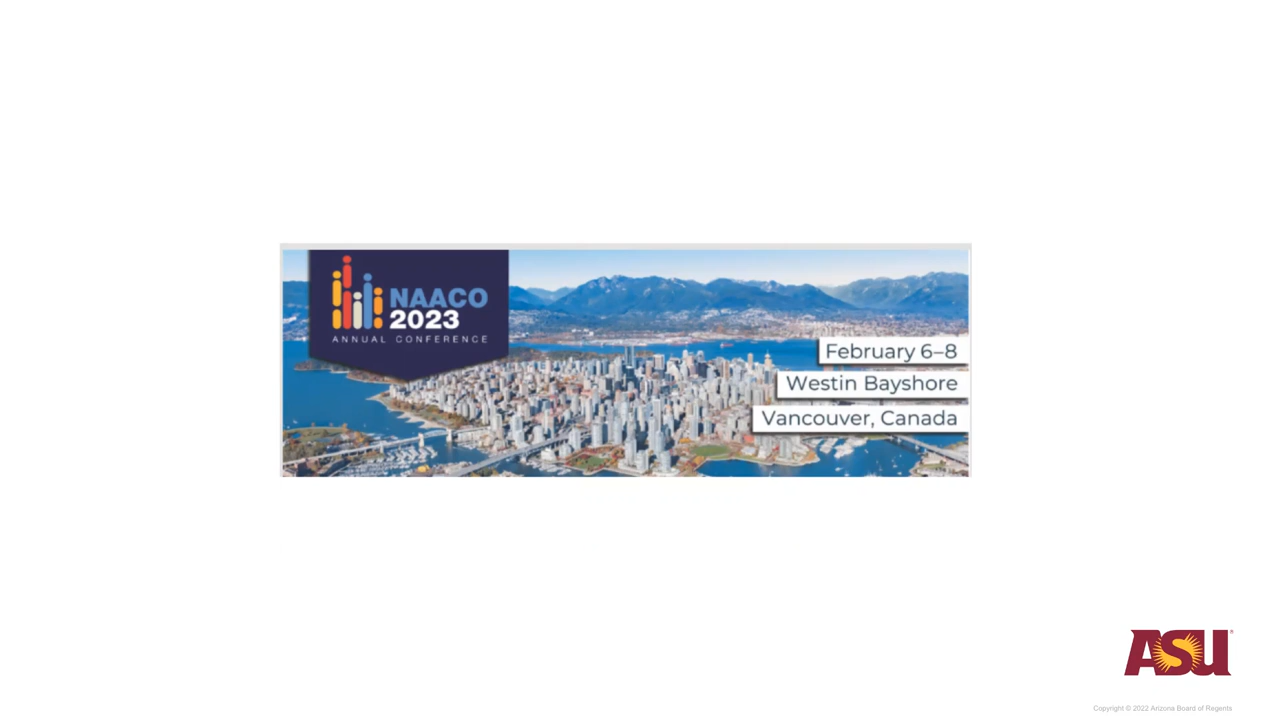 NAACO
2023
ANNUAL CONFERENCE
February 6–8
Westin Bayshore
Vancouver, Canada
ASU®
Copyright © 2022 Arizona Board of Regents